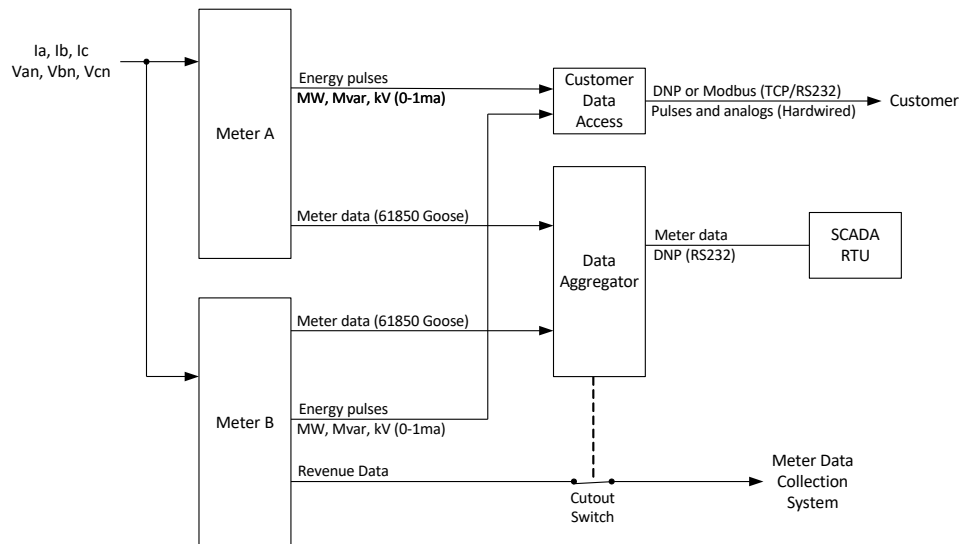 Ia, Ib, Ic
Van, Vbn, Vcn
Meter A
Energy pulses
MW, Mvar, kV (0-1ma)
Customer
Data
Access
DNP or Modbus (TCP/RS232)
Pulses and analogs (Hardwired)
Customer
Meter data (61850 Goose)
Data
Aggregator
Meter data
DNP (RS232)
SCADA
RTU
Meter B
Meter data (61850 Goose)
Energy pulses
MW, Mvar, kV (0-1ma)
Revenue Data
Cutout
Switch
Meter Data
Collection
System